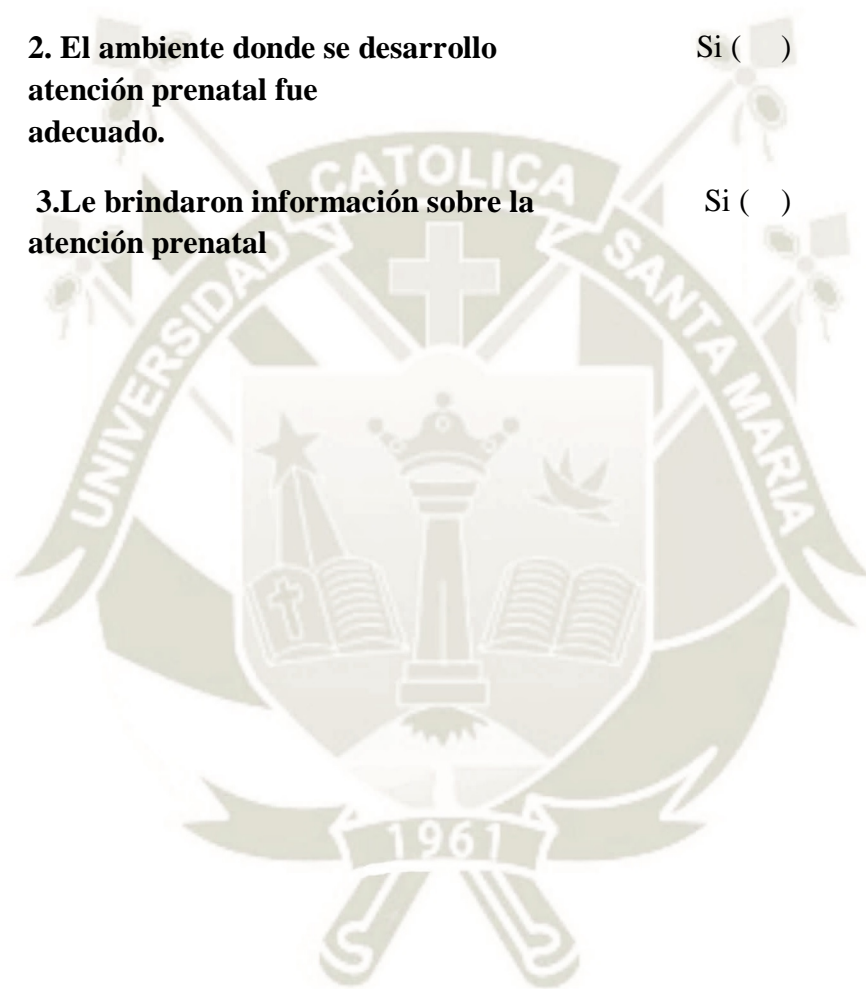 2. El ambiente donde se desarrollo Si ( )
atención prenatal fue
adecuado.
3.Le brindaron información sobre la Si ( )
atención prenatal
UNIVERSIDAD CATOLICA SANTA MARIA
1961